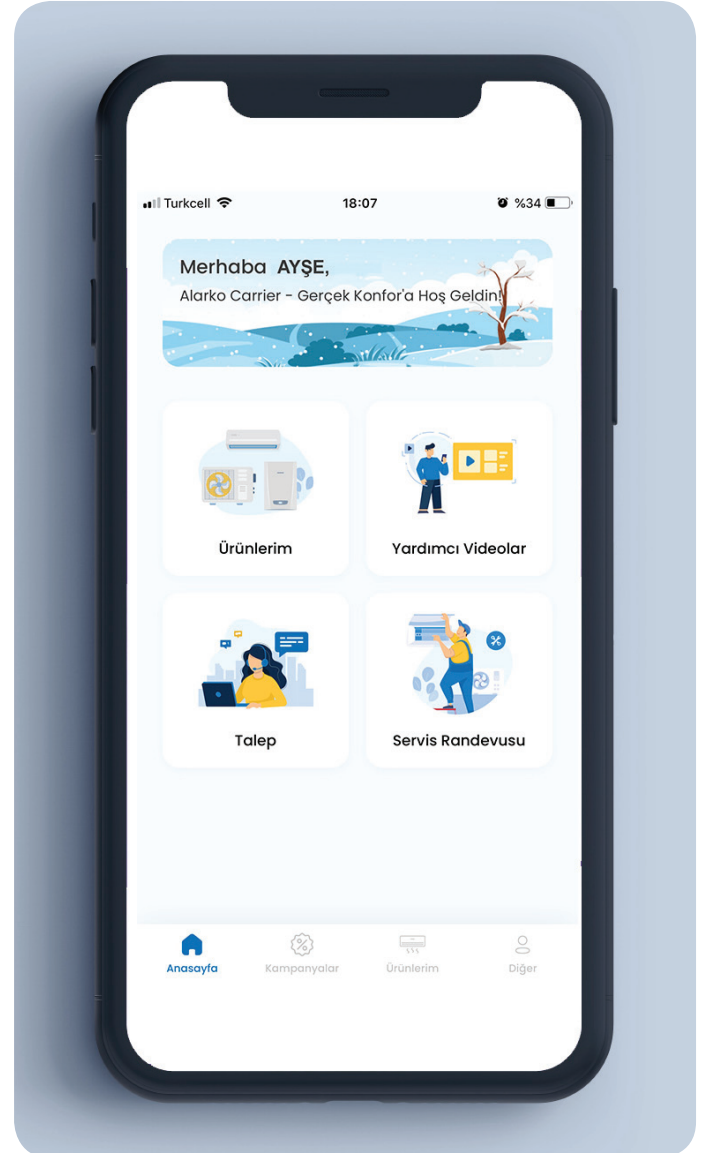 Turkcell 18:07 %34
Merhaba AYŞE,
Alarko Carrier - Gerçek Konfor'a Hoş Geldin!
Ürünlerim Yardımcı Videolar
Talep Servis Randevusu
Anasayfa Kampanyalar Ürünlerim Diğer